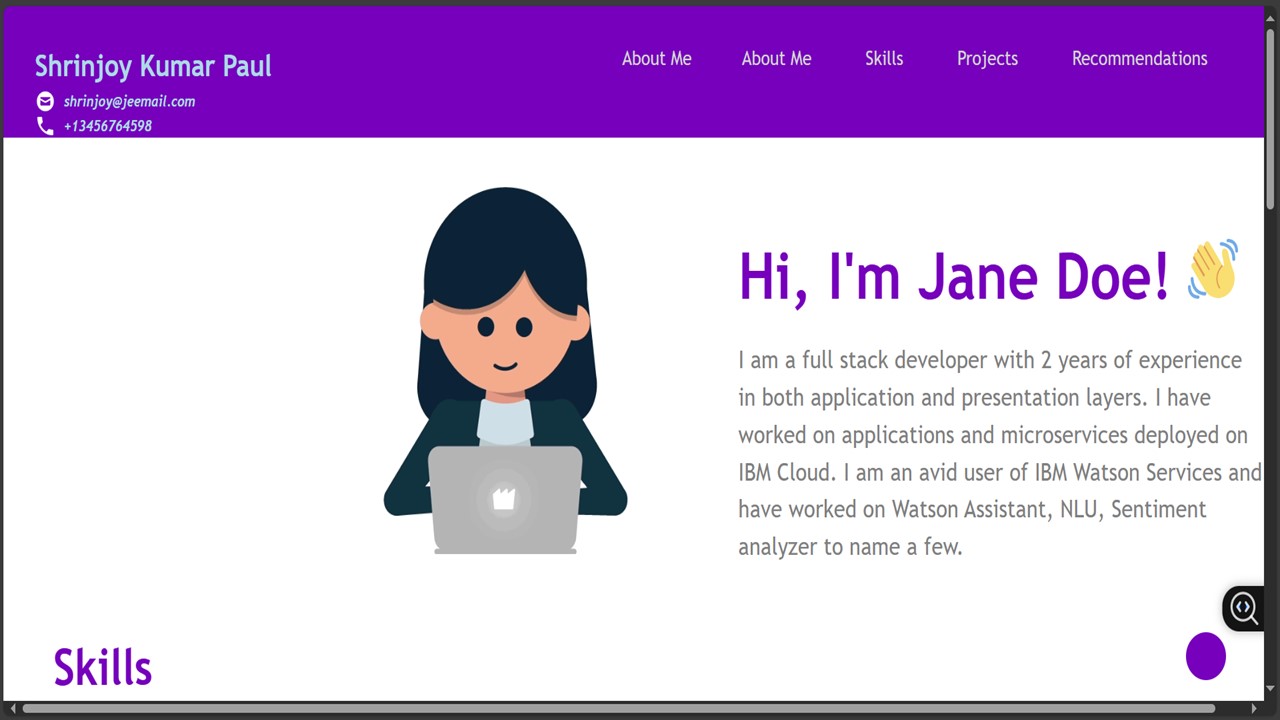 Shrinjoy Kumar Paul
shrinjoy@jeemail.com
+13456764598
About Me About Me Skills Projects Recommendations
Hi, I'm Jane Doe! 👋
I am a full stack developer with 2 years of experience
in both application and presentation layers. I have
worked on applications and microservices deployed on
IBM Cloud. I am an avid user of IBM Watson Services and
have worked on Watson Assistant, NLU, Sentiment
analyzer to name a few.
Skills